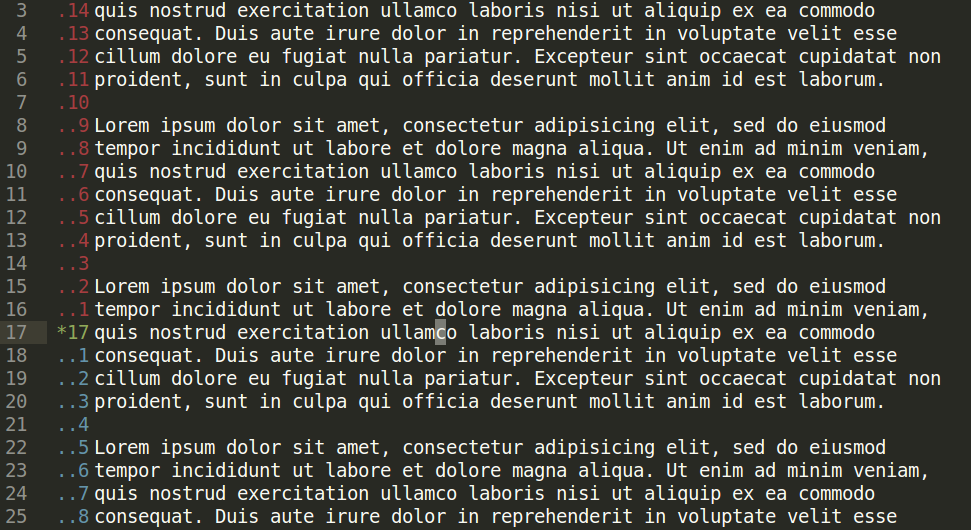 3 .14 quis nostrud exercitation ullamco laboris nisi ut aliquip ex ea commodo
4 .13 consequat. Duis aute irure dolor in reprehenderit in voluptate velit esse
5 .12 cillum dolore eu fugiat nulla pariatur. Excepteur sint occaecat cupidatat non
6 .11 proident, sunt in culpa qui officia deserunt mollit anim id est laborum.
7 .10
8 ..9 Lorem ipsum dolor sit amet, consectetur adipisicing elit, sed do eiusmod
9 ..8 tempor incididunt ut labore et dolore magna aliqua. Ut enim ad minim veniam,
10 ..7 quis nostrud exercitation ullamco laboris nisi ut aliquip ex ea commodo
11 ..6 consequat. Duis aute irure dolor in reprehenderit in voluptate velit esse
12 ..5 cillum dolore eu fugiat nulla pariatur. Excepteur sint occaecat cupidatat non
13 ..4 proident, sunt in culpa qui officia deserunt mollit anim id est laborum.
14 ..3
15 ..2 Lorem ipsum dolor sit amet, consectetur adipisicing elit, sed do eiusmod
16 ..1 tempor incididunt ut labore et dolore magna aliqua. Ut enim ad minim veniam,
17 *17 quis nostrud exercitation ullamco laboris nisi ut aliquip ex ea commodo
18 ..1 consequat. Duis aute irure dolor in reprehenderit in voluptate velit esse
19 ..2 cillum dolore eu fugiat nulla pariatur. Excepteur sint occaecat cupidatat non
20 ..3 proident, sunt in culpa qui officia deserunt mollit anim id est laborum.
21 ..4
22 ..5 Lorem ipsum dolor sit amet, consectetur adipisicing elit, sed do eiusmod
23 ..6 tempor incididunt ut labore et dolore magna aliqua. Ut enim ad minim veniam,
24 ..7 quis nostrud exercitation ullamco laboris nisi ut aliquip ex ea commodo
25 ..8 consequat. Duis aute irure dolor in reprehenderit in voluptate velit esse